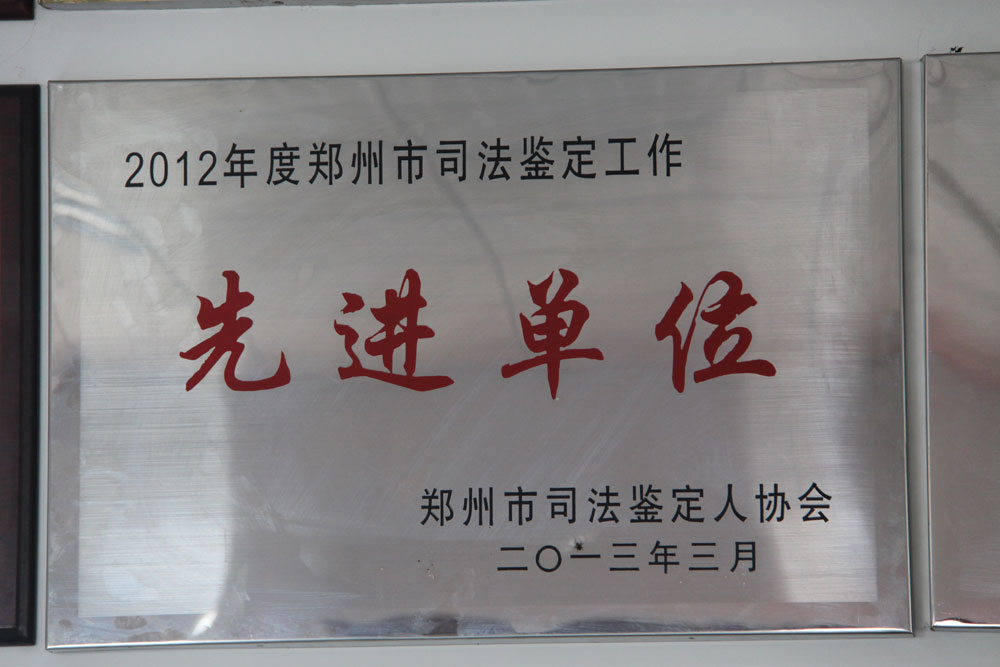 2012年度郑州市司法鉴定工作
先进单位
郑州市司法鉴定人协会
二〇一三年三月